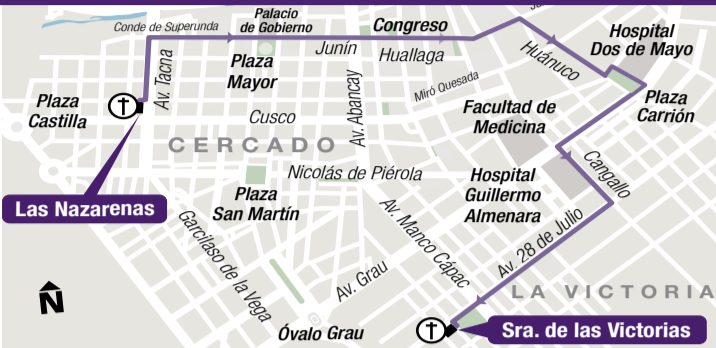 Conde de Superunda
Palacio
de Gobierno
Congreso
Hospital
Dos de Mayo
Junín
Huallaga
Huánuco
Av. Tacna
Plaza
Mayor
Av. Abancay
Miró Quesada
Plaza
Castilla
Cusco
Facultad de
Medicina
Plaza
Carrión
CERCADO
Nicolás de Piérola
Hospital
Guillermo
Almenara
Cangallo
Las Nazarenas
Plaza
San Martín
Garcilaso de la Vega
Av. Manco Cápac
Av. 28 de Julio
Av. Grau
N
LA VICTORIA
Óvalo Grau
Sra. de las Victorias